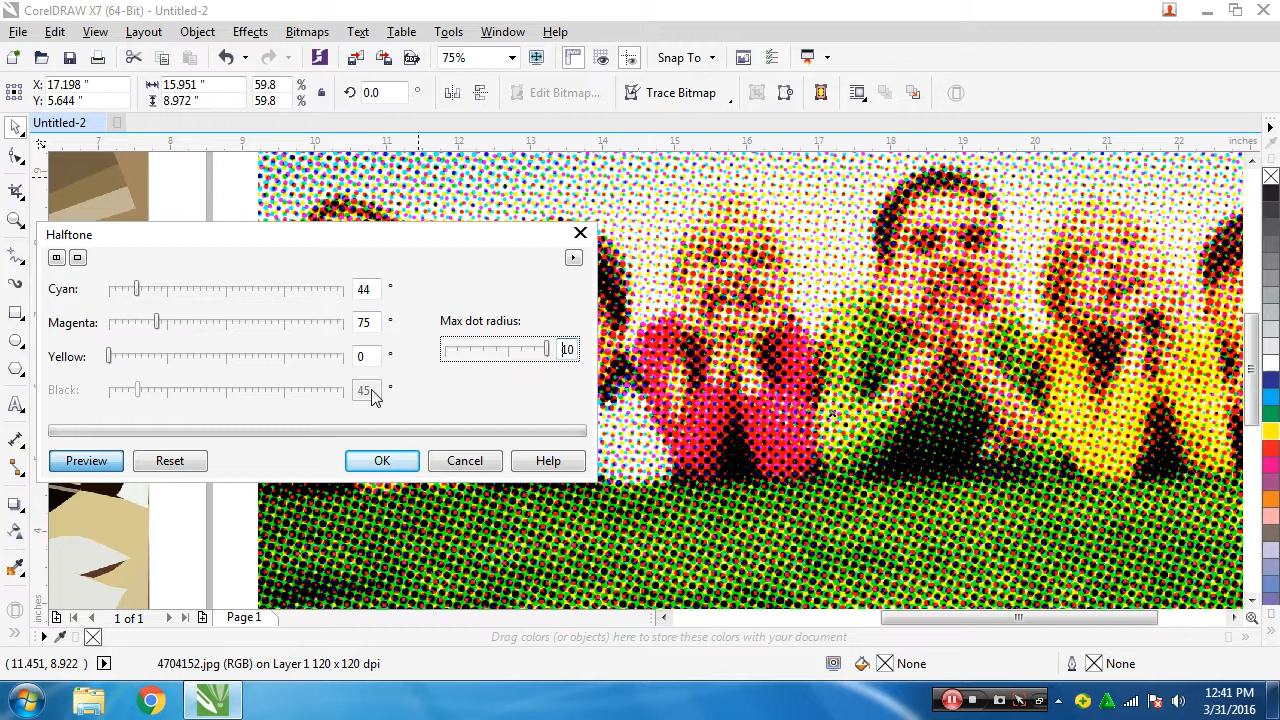 CorelDRAW X7 (64-Bit) - Untitled-2
File Edit View Layout Object Effects Bitmaps Text Table Tools Window Help
75% Snap To
X: 17.198 " 15.951 " 59.8 %
Y: 5.644 " 8.972 " 59.8 %
0.0 ° Edit Bitmap... Trace Bitmap
Untitled-2
7 8 9 10 11 12 13 14 15 16 17 18 19 20 21 22 inches
Halftone
Cyan: 44 °
Magenta: 75 °
Max dot radius:
10
Yellow: 0 °
Black: 45 °
Preview Reset OK Cancel Help
4
inches
1 of 1 Page 1
Drag colors (or objects) here to store these colors with your document
(11.451, 8.922) 4704152.jpg (RGB) on Layer 1 120 x 120 dpi None None
12:41 PM
3/31/2016